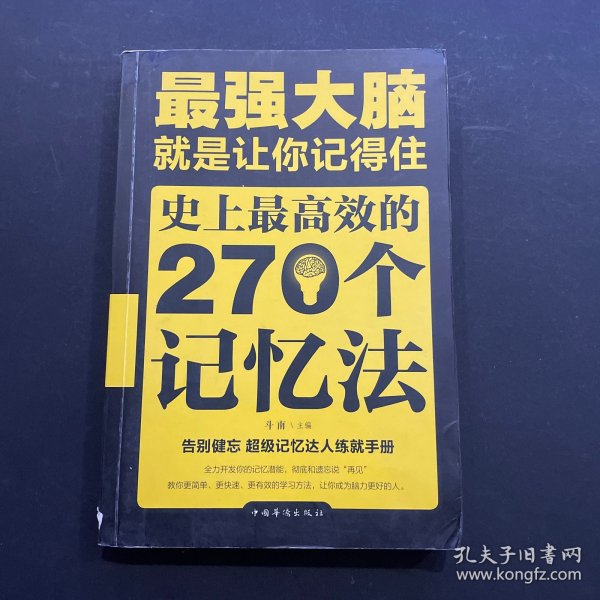 最强大脑
就是让你记得住
史上最高效的
270个
记忆法
斗南\主编
告别健忘 超级记忆达人练就手册
全力开发你的记忆潜能，彻底和遗忘说“再见”
教你更简单、更快速、更有效的学习方法，让你成为脑力更好的人。
中国华侨出版社
孔夫子旧书网
www.kongfz.com